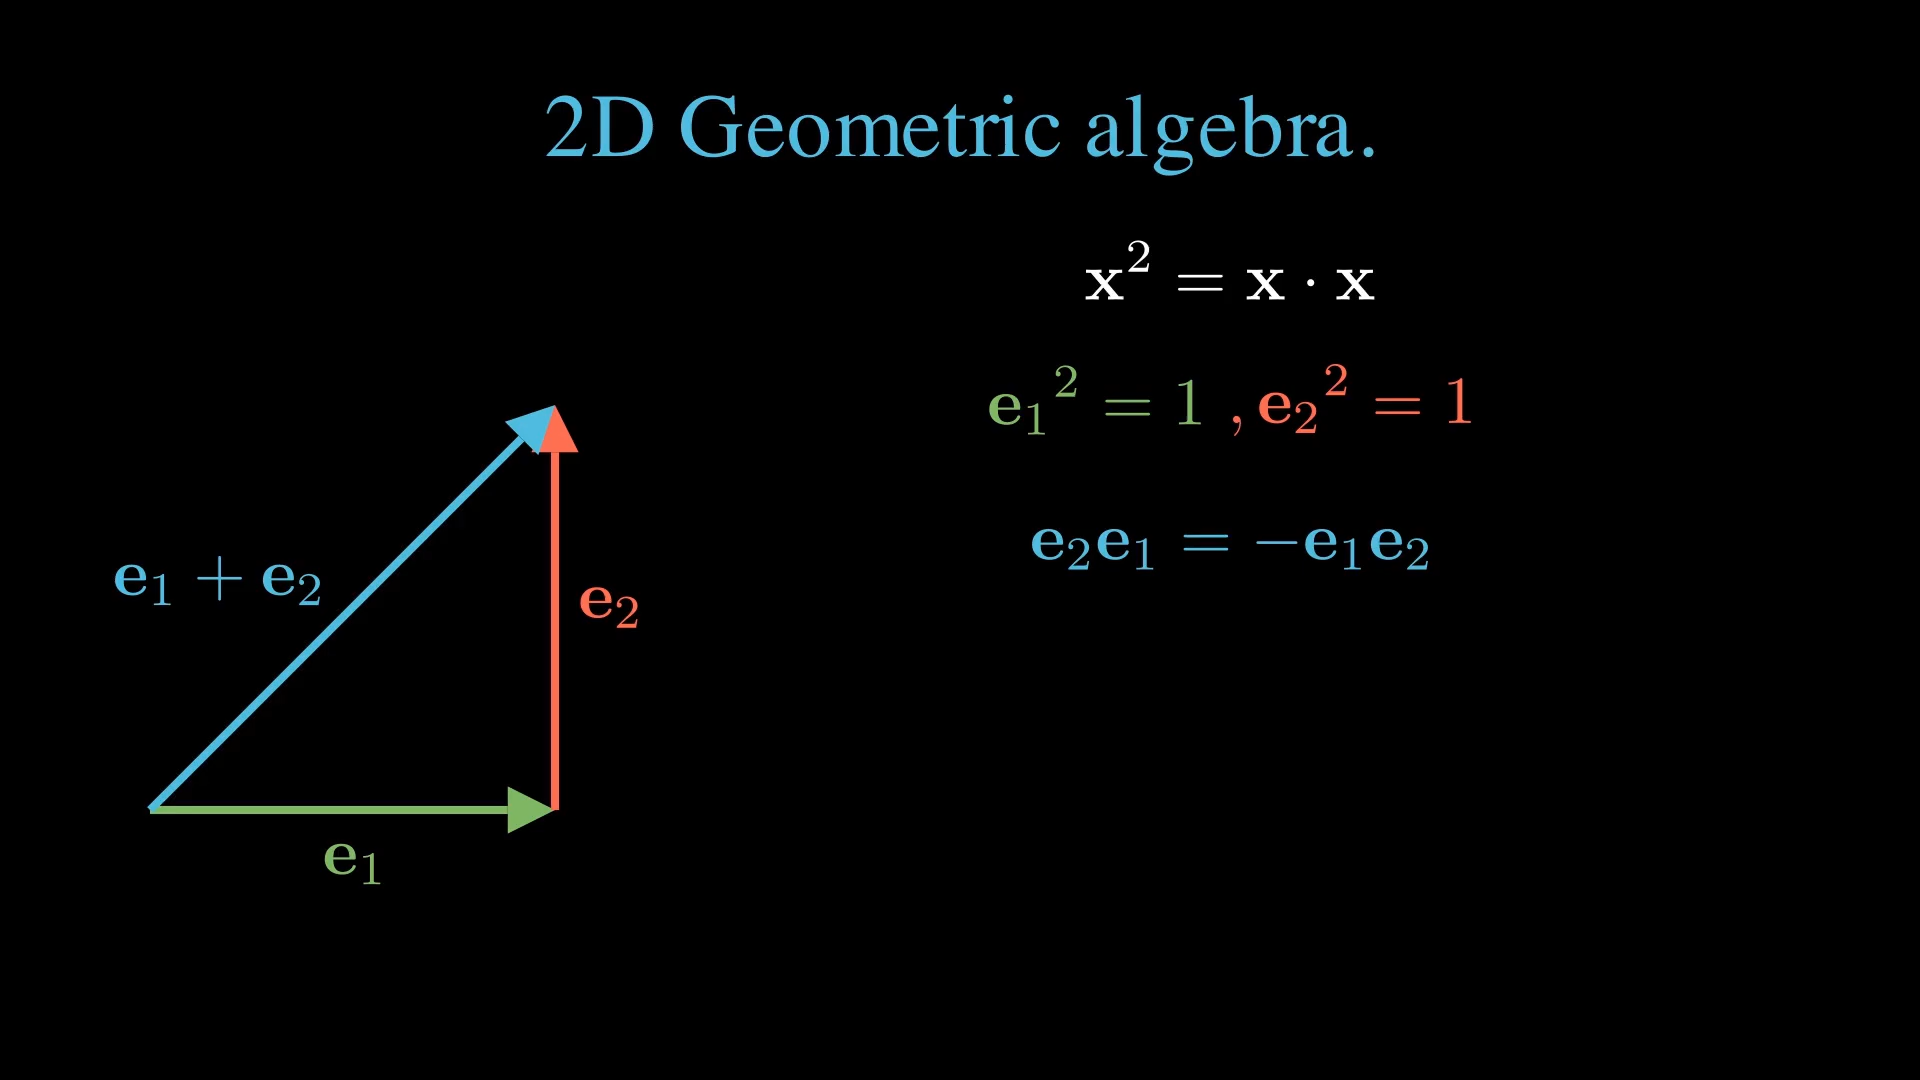 2D Geometric algebra.
𝐱² = 𝐱 · 𝐱
𝐞₁² = 1 , 𝐞₂² = 1
𝐞₂𝐞₁ = −𝐞₁𝐞₂
𝐞₁ + 𝐞₂
𝐞₂
𝐞₁